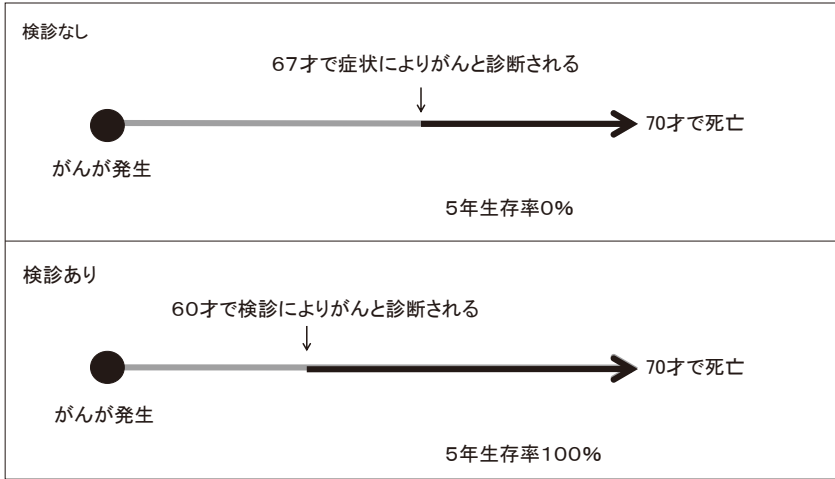 検診なし
67才で症状によりがんと診断される
70才で死亡
がんが発生
5年生存率0%
検診あり
60才で検診によりがんと診断される
70才で死亡
がんが発生
5年生存率100%